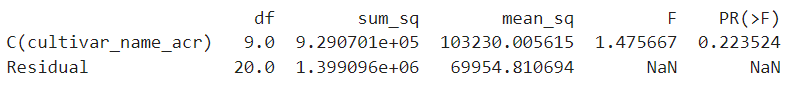 df sum_sq mean_sq F PR(>F)
C(cultivar_name_acr) 9.0 9.290701e+05 103230.005615 1.475667 0.223524
Residual 20.0 1.399096e+06 69954.810694 NaN NaN